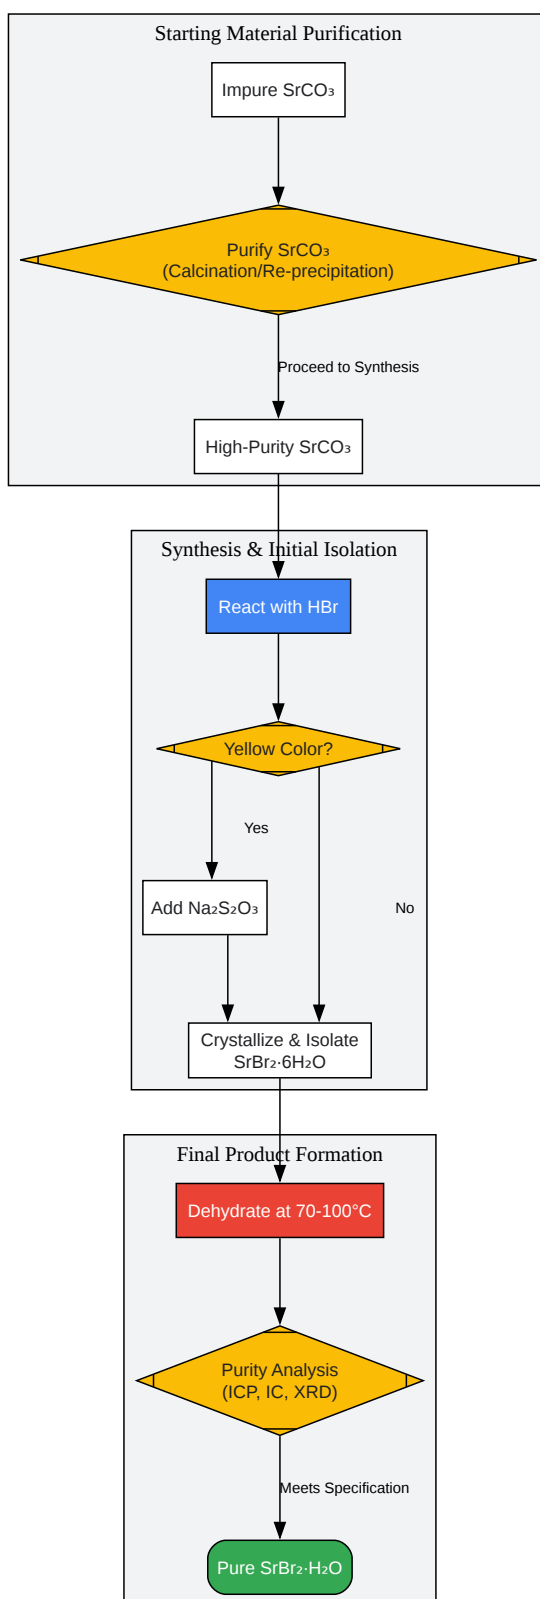 Starting Material Purification
Impure SrCO₃
Purify SrCO₃
(Calcination/Re-precipitation)
Proceed to Synthesis
High-Purity SrCO₃
Synthesis & Initial Isolation
React with HBr
Yellow Color?
Yes
Add Na₂S₂O₃
No
Crystallize & Isolate
SrBr₂·6H₂O
Final Product Formation
Dehydrate at 70-100°C
Purity Analysis
(ICP, IC, XRD)
Meets Specification
Pure SrBr₂·H₂O